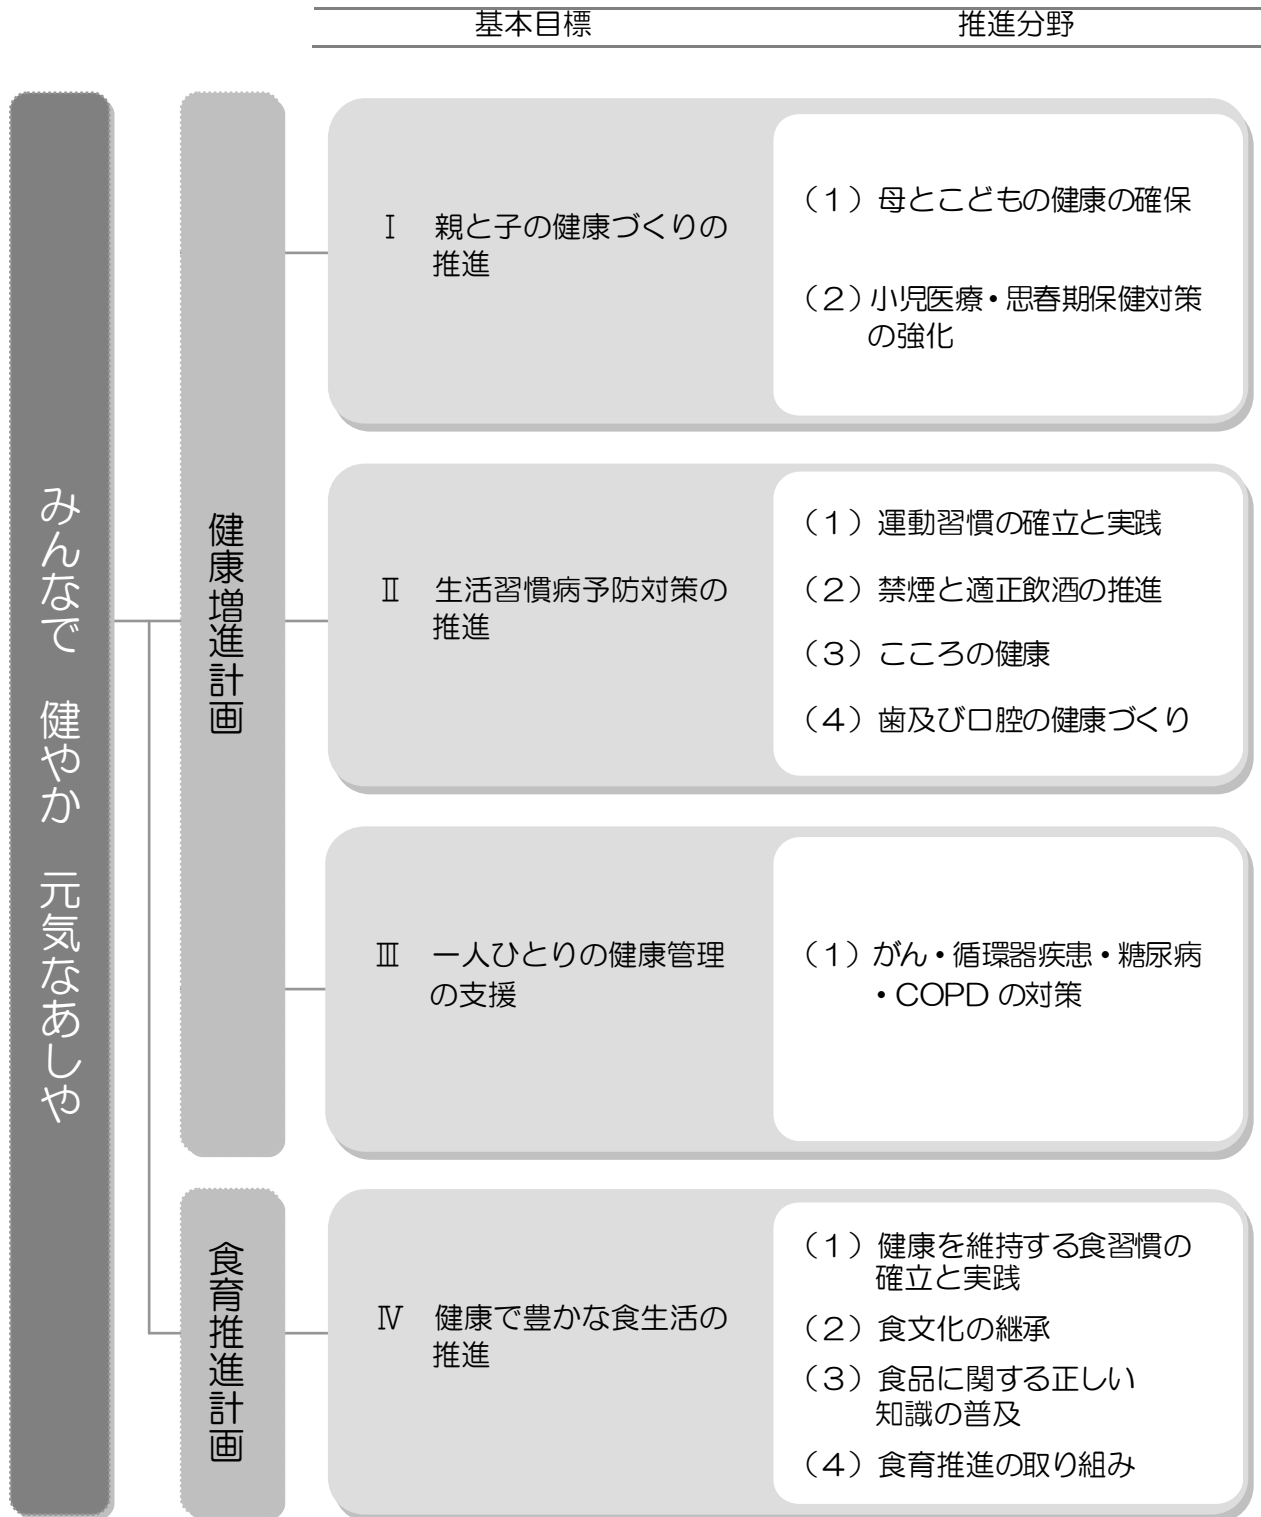 基本目標
推進分野
みんなで 健やか 元気なあしや
健康増進計画
Ⅰ 親と子の健康づくりの
推進
(1)母とこどもの健康の確保
(2)小児医療・思春期保健対策
の強化
Ⅱ 生活習慣病予防対策の
推進
(1)運動習慣の確立と実践
(2)禁煙と適正飲酒の推進
(3)こころの健康
(4)歯及び口腔の健康づくり
Ⅲ 一人ひとりの健康管理
の支援
(1)がん・循環器疾患・糖尿病
・COPD の対策
食育推進計画
Ⅳ 健康で豊かな食生活の
推進
(1)健康を維持する食習慣の
確立と実践
(2)食文化の継承
(3)食品に関する正しい
知識の普及
(4)食育推進の取り組み